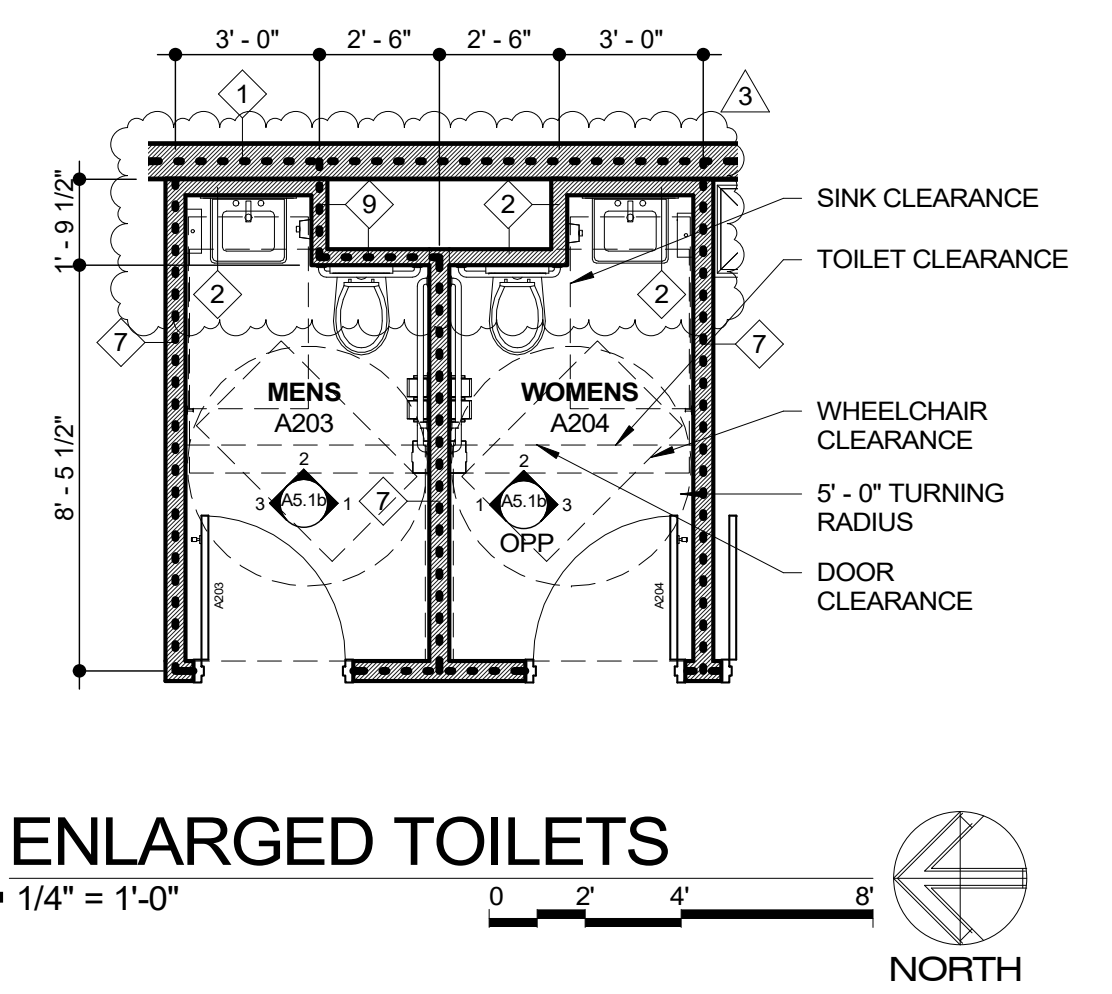 3' - 0" 2' - 6" 2' - 6" 3' - 0"
1 3
1' - 9 1/2"
9 2
SINK CLEARANCE
TOILET CLEARANCE
2 2
7 7
8' - 5 1/2"
MENS WOMENS
A203 A204
WHEELCHAIR
CLEARANCE
2 2
3 A5.1b 1 7 1 A5.1b 3
OPP
5' - 0" TURNING
RADIUS
DOOR
CLEARANCE
A203 A204
ENLARGED TOILETS
1/4" = 1'-0"
0 2' 4' 8'
NORTH